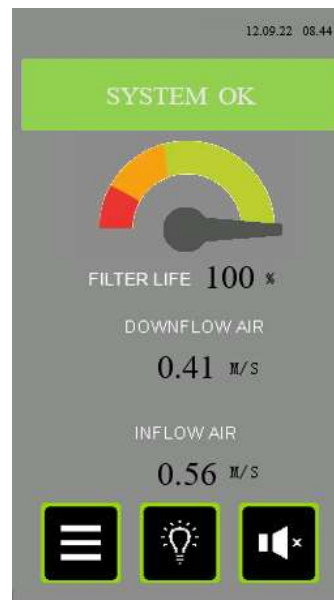 12.09.22 08.44
SYSTEM OK
FILTER LIFE 100 %
DOWNFLOW AIR
0.41 M/S
INFLOW AIR
0.56 M/S